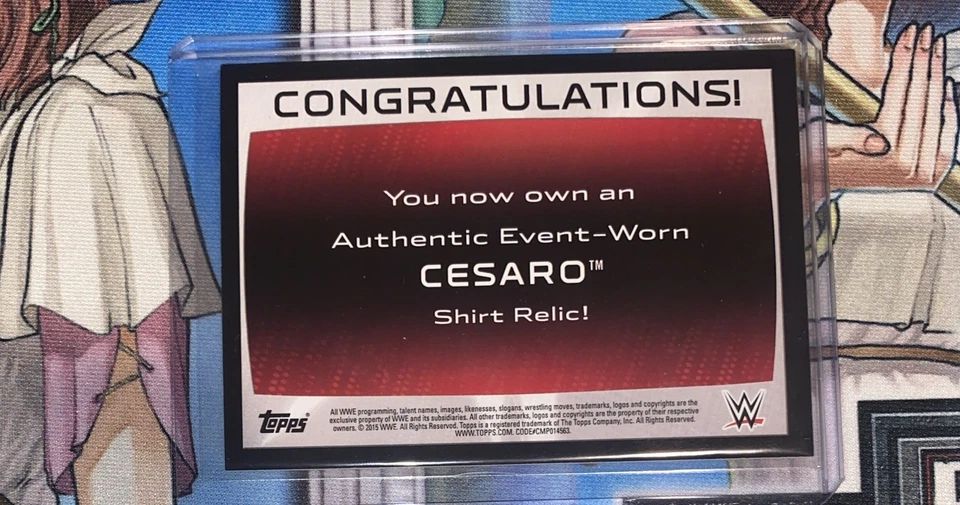 CONGRATULATIONS!
You now own an
Authentic Event-Worn
CESARO™
Shirt Relic!
Topps®
All WWE programming, talent names, images, likenesses, slogans, wrestling moves, trademarks, logos and copyrights are the
exclusive property of WWE and its subsidiaries. All other trademarks, logos and copyrights are the property of their respective
owners. © 2015 WWE. All Rights Reserved. Topps is a registered trademark of The Topps Company, Inc. All Rights Reserved.
WWW.TOPPS.COM. CODE#CMP014563.
W